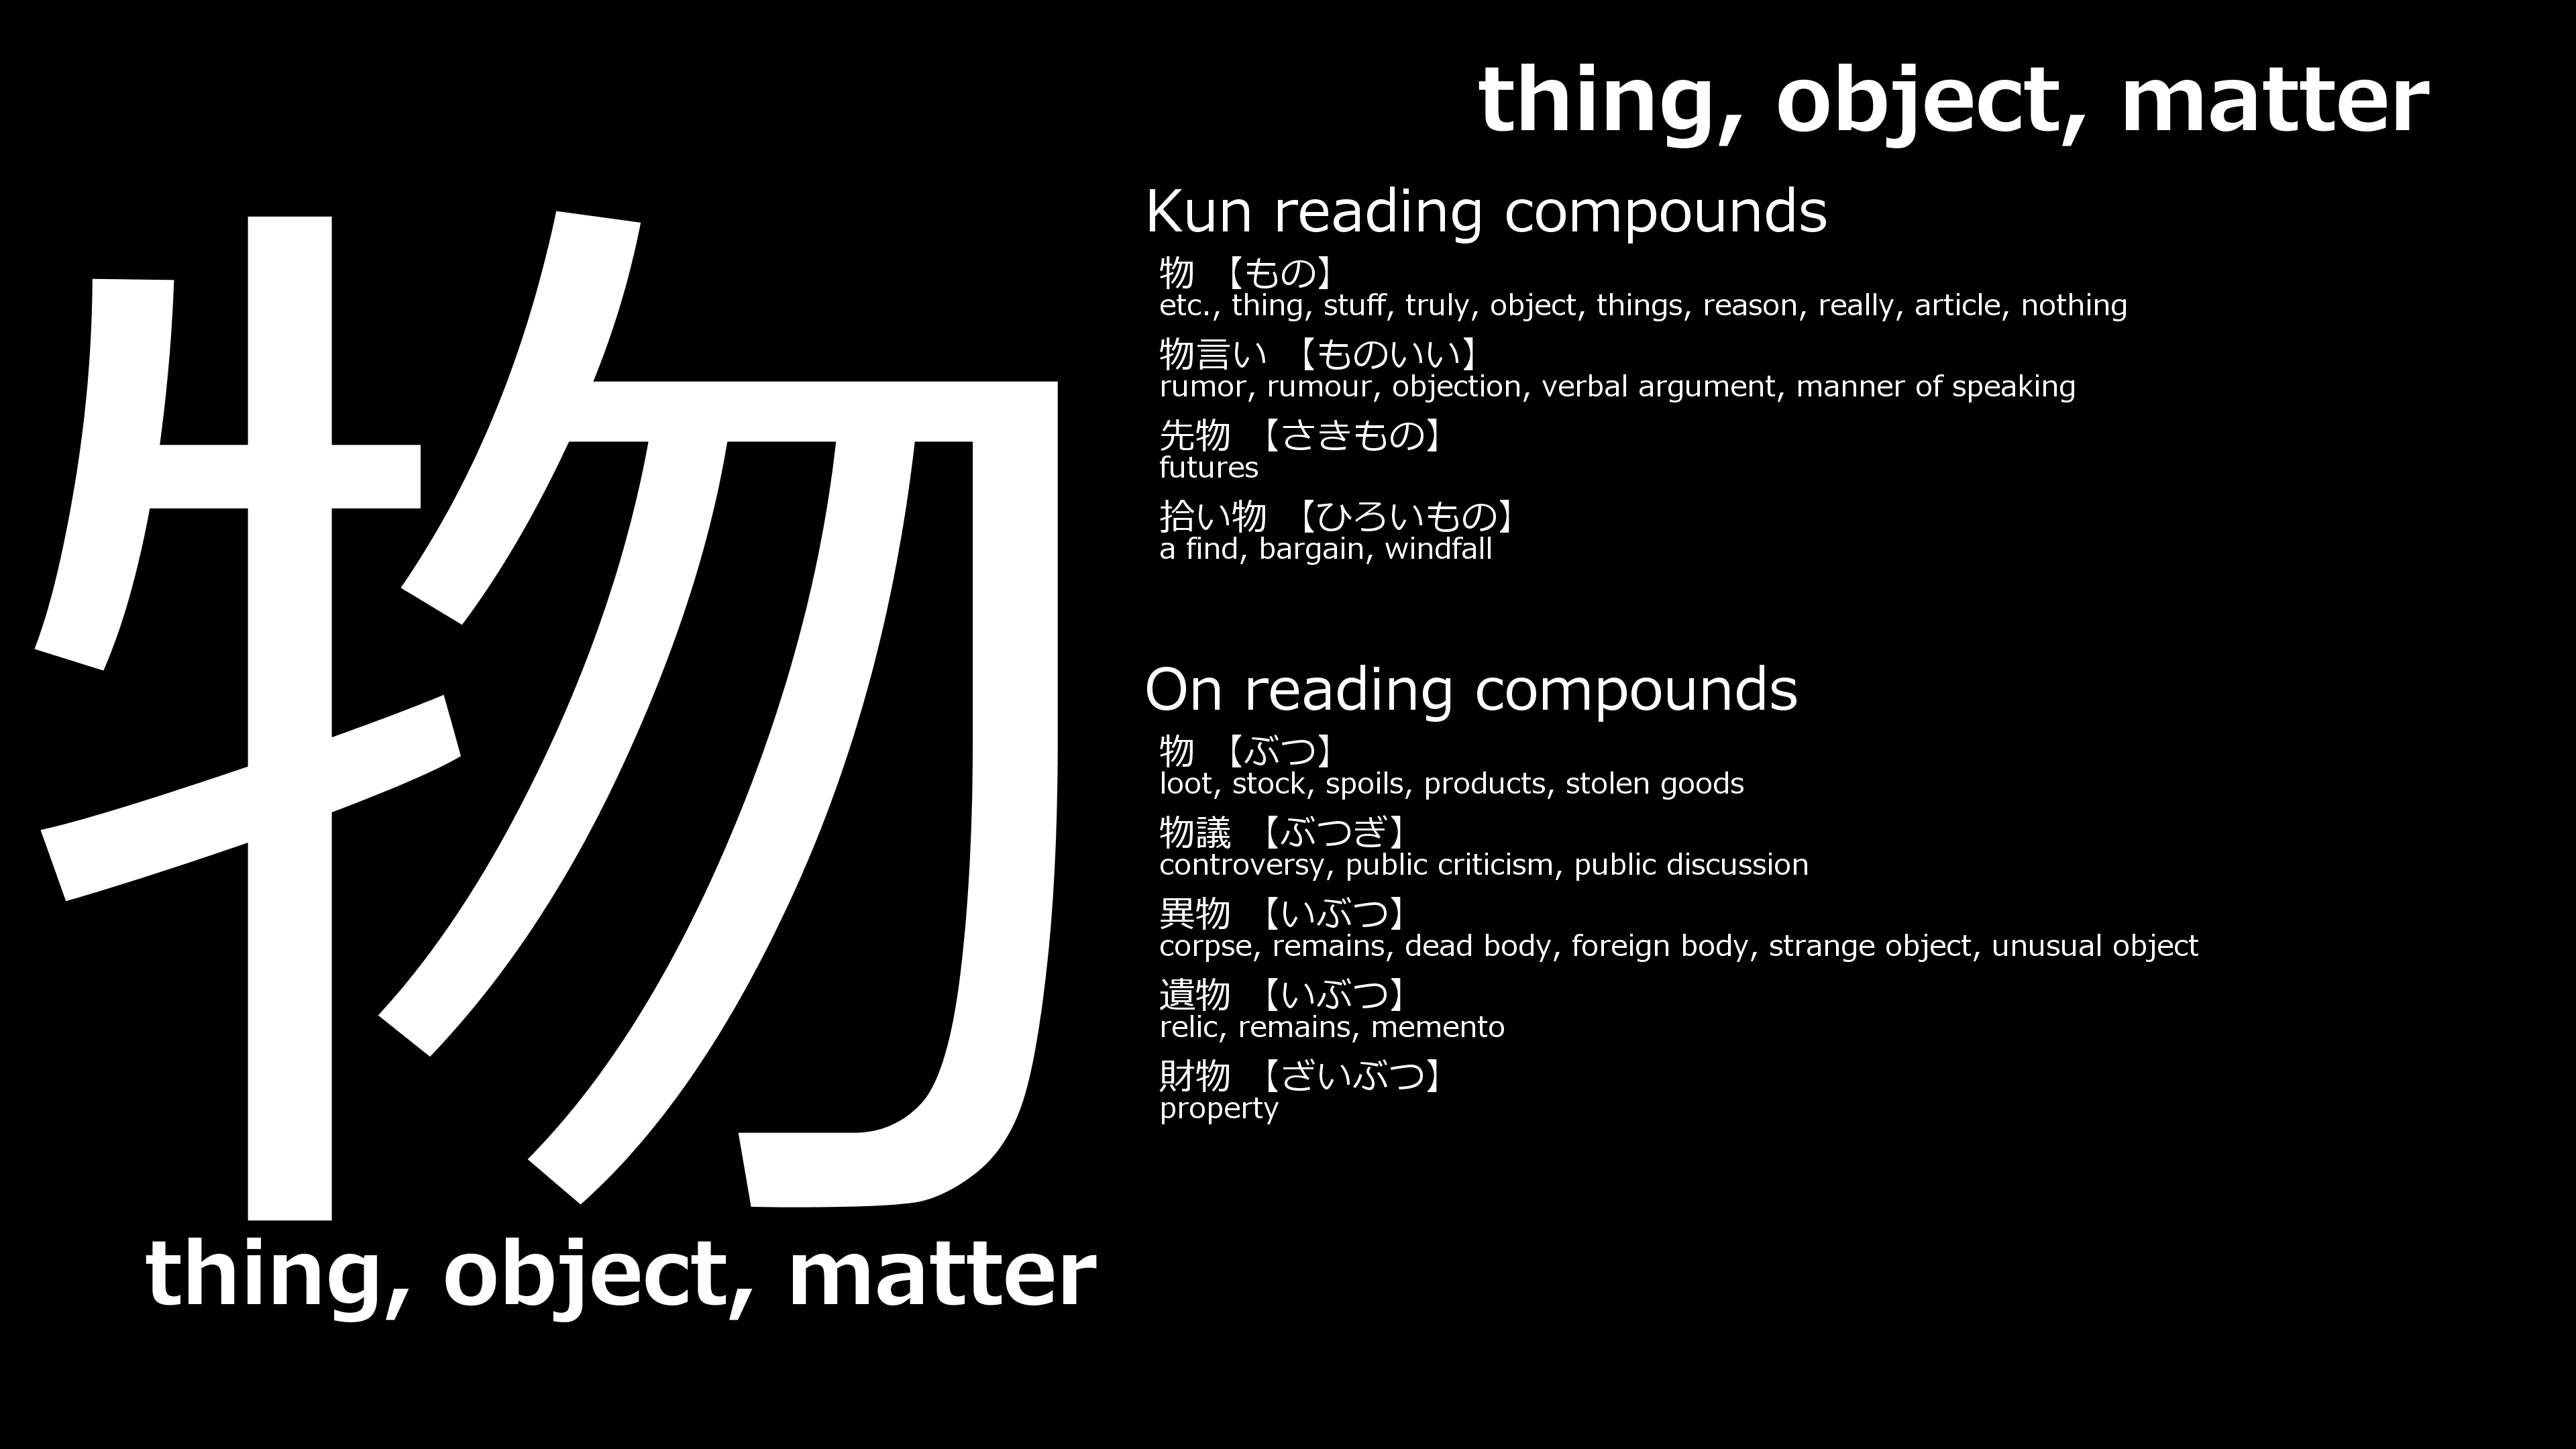 物
thing, object, matter
thing, object, matter
Kun reading compounds
物 【もの】
etc., thing, stuff, truly, object, things, reason, really, article, nothing
物言い 【ものいい】
rumor, rumour, objection, verbal argument, manner of speaking
先物 【さきもの】
futures
拾い物 【ひろいもの】
a find, bargain, windfall
On reading compounds
物 【ぶつ】
loot, stock, spoils, products, stolen goods
物議 【ぶつぎ】
controversy, public criticism, public discussion
異物 【いぶつ】
corpse, remains, dead body, foreign body, strange object, unusual object
遺物 【いぶつ】
relic, remains, memento
財物 【ざいぶつ】
property